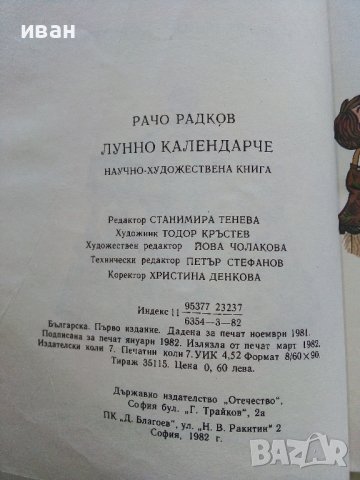 иван
РАЧО РАДКОВ
ЛУННО КАЛЕНДАРЧЕ
НАУЧНО-ХУДОЖЕСТВЕНА КНИГА
Редактор СТАНИМИРА ТЕНЕВА
Художник ТОДОР КРЪСТЕВ
Художествен редактор ЙОВА ЧОЛАКОВА
Технически редактор ПЕТЪР СТЕФАНОВ
Коректор ХРИСТИНА ДЕНКОВА
Индекс 11 95377 23237
6354—3—82
Българска. Първо издание. Дадена за печат ноември 1981.
Подписана за печат януари 1982. Излязла от печат март 1982.
Издателски коли 7. Печатни коли 7. УИК 4,52 Формат 8/60×90.
Тираж 35115. Цена 0,60 лева.
Държавно издателство „Отечество",
София бул. „Г. Трайков", 2а
ПК „Д. Благоев", ул. „Н. В. Ракитин" 2
София, 1982 г.
BAZAR.bg